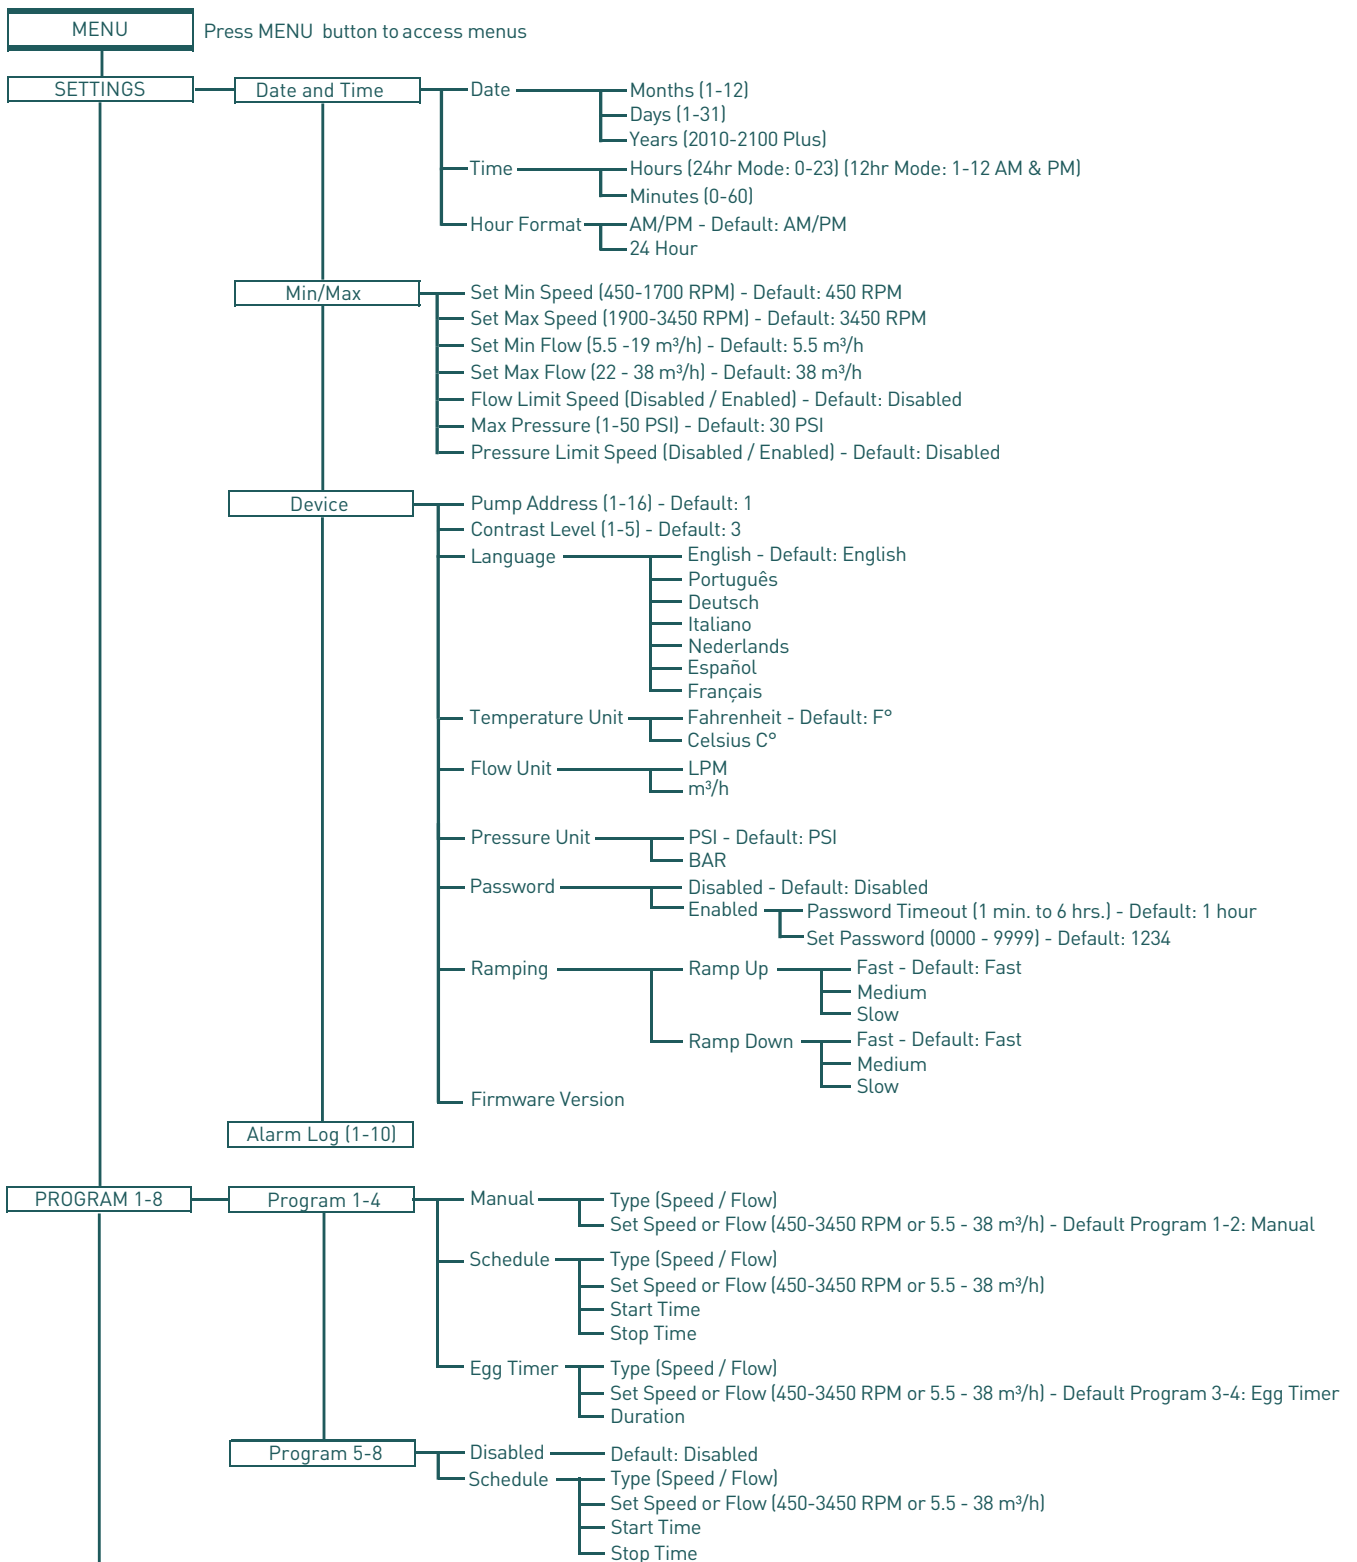 MENU
Press MENU button to access menus
SETTINGS
Date and Time
Date
Months (1-12)
Days (1-31)
Years (2010-2100 Plus)
Time
Hours (24hr Mode: 0-23) (12hr Mode: 1-12 AM & PM)
Minutes (0-60)
Hour Format
AM/PM - Default: AM/PM
24 Hour
Min/Max
Set Min Speed (450-1700 RPM) - Default: 450 RPM
Set Max Speed (1900-3450 RPM) - Default: 3450 RPM
Set Min Flow (5.5 -19 m³/h) - Default: 5.5 m³/h
Set Max Flow (22 - 38 m³/h) - Default: 38 m³/h
Flow Limit Speed (Disabled / Enabled) - Default: Disabled
Max Pressure (1-50 PSI) - Default: 30 PSI
Pressure Limit Speed (Disabled / Enabled) - Default: Disabled
Device
Pump Address (1-16) - Default: 1
Contrast Level (1-5) - Default: 3
Language
English - Default: English
Português
Deutsch
Italiano
Nederlands
Español
Français
Temperature Unit
Fahrenheit - Default: F°
Celsius C°
Flow Unit
LPM
m³/h
Pressure Unit
PSI - Default: PSI
BAR
Password
Disabled - Default: Disabled
Enabled
Password Timeout (1 min. to 6 hrs.) - Default: 1 hour
Set Password (0000 - 9999) - Default: 1234
Ramping
Ramp Up
Fast - Default: Fast
Medium
Slow
Ramp Down
Fast - Default: Fast
Medium
Slow
Firmware Version
Alarm Log (1-10)
PROGRAM 1-8
Program 1-4
Manual
Type (Speed / Flow)
Set Speed or Flow (450-3450 RPM or 5.5 - 38 m³/h) - Default Program 1-2: Manual
Schedule
Type (Speed / Flow)
Set Speed or Flow (450-3450 RPM or 5.5 - 38 m³/h)
Start Time
Stop Time
Egg Timer
Type (Speed / Flow)
Set Speed or Flow (450-3450 RPM or 5.5 - 38 m³/h) - Default Program 3-4: Egg Timer
Duration
Program 5-8
Disabled
Default: Disabled
Schedule
Type (Speed / Flow)
Set Speed or Flow (450-3450 RPM or 5.5 - 38 m³/h)
Start Time
Stop Time